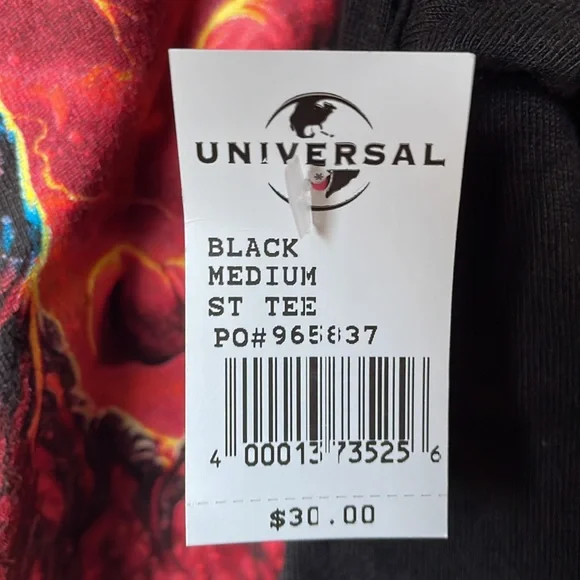 UNIVERSAL
BLACK
MEDIUM
ST TEE
PO#965837
4 00013 73525 6
$30.00